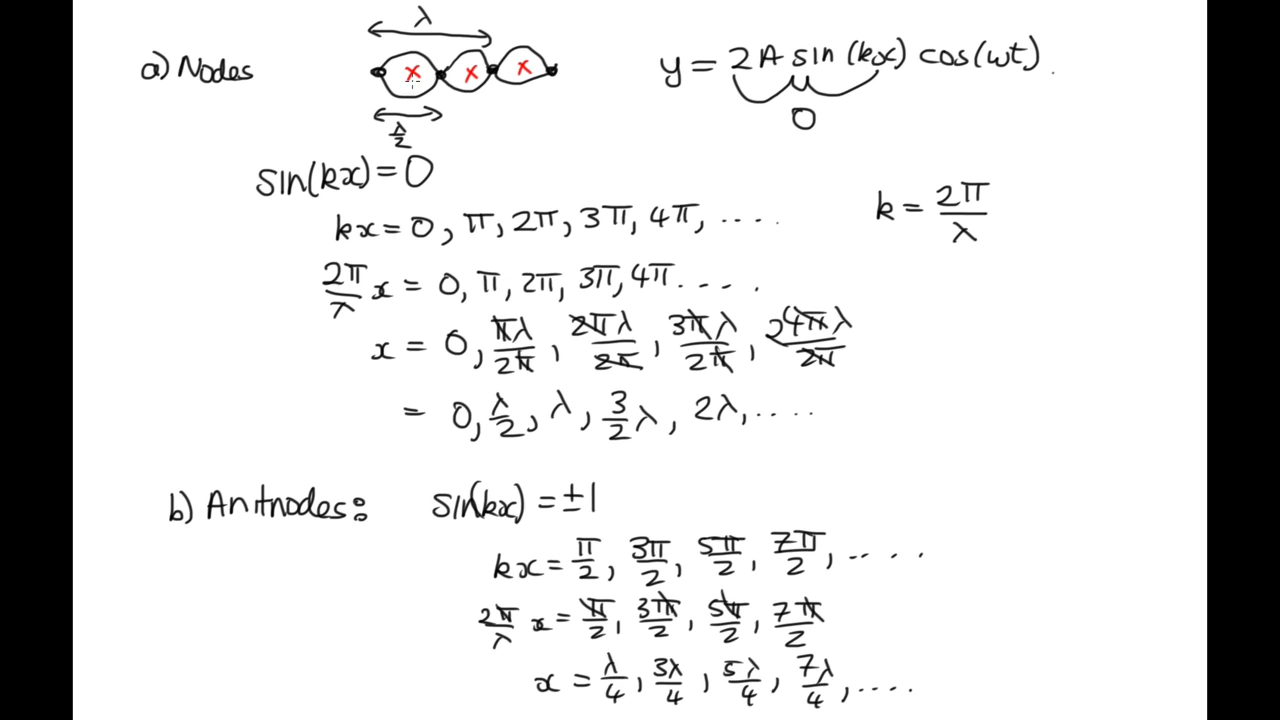 λ
a) Nodes x x x y = 2A sin(kx) cos(ωt).
λ/2 0
sin(kx) = 0
k = 2π/λ
kx = 0, π, 2π, 3π, 4π, ....
2π/λ x = 0, π, 2π, 3π, 4π....
x = 0, πλ/2π, 2πλ/2π, 3πλ/2π, 2 4πλ/2π
= 0, λ/2, λ, 3/2 λ, 2λ, ....
b) Antnodes: sin(kx) = ±1
kx = π/2, 3π/2, 5π/2, 7π/2, ....
2π/λ x = π/2, 3π/2, 5π/2, 7π/2
x = λ/4, 3λ/4, 5λ/4, 7λ/4, ....